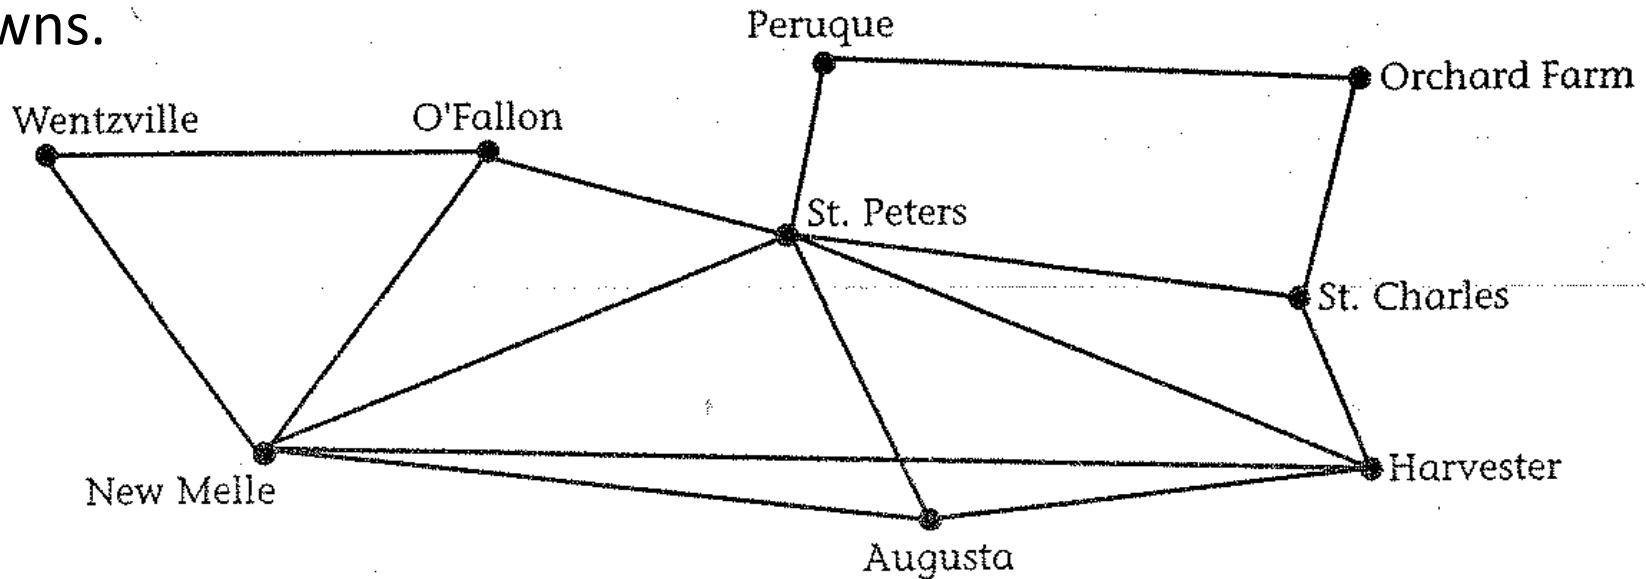 wns.
Peruque
Orchard Farm
Wentzville
O'Fallon
St. Peters
St. Charles
New Melle
Harvester
Augusta